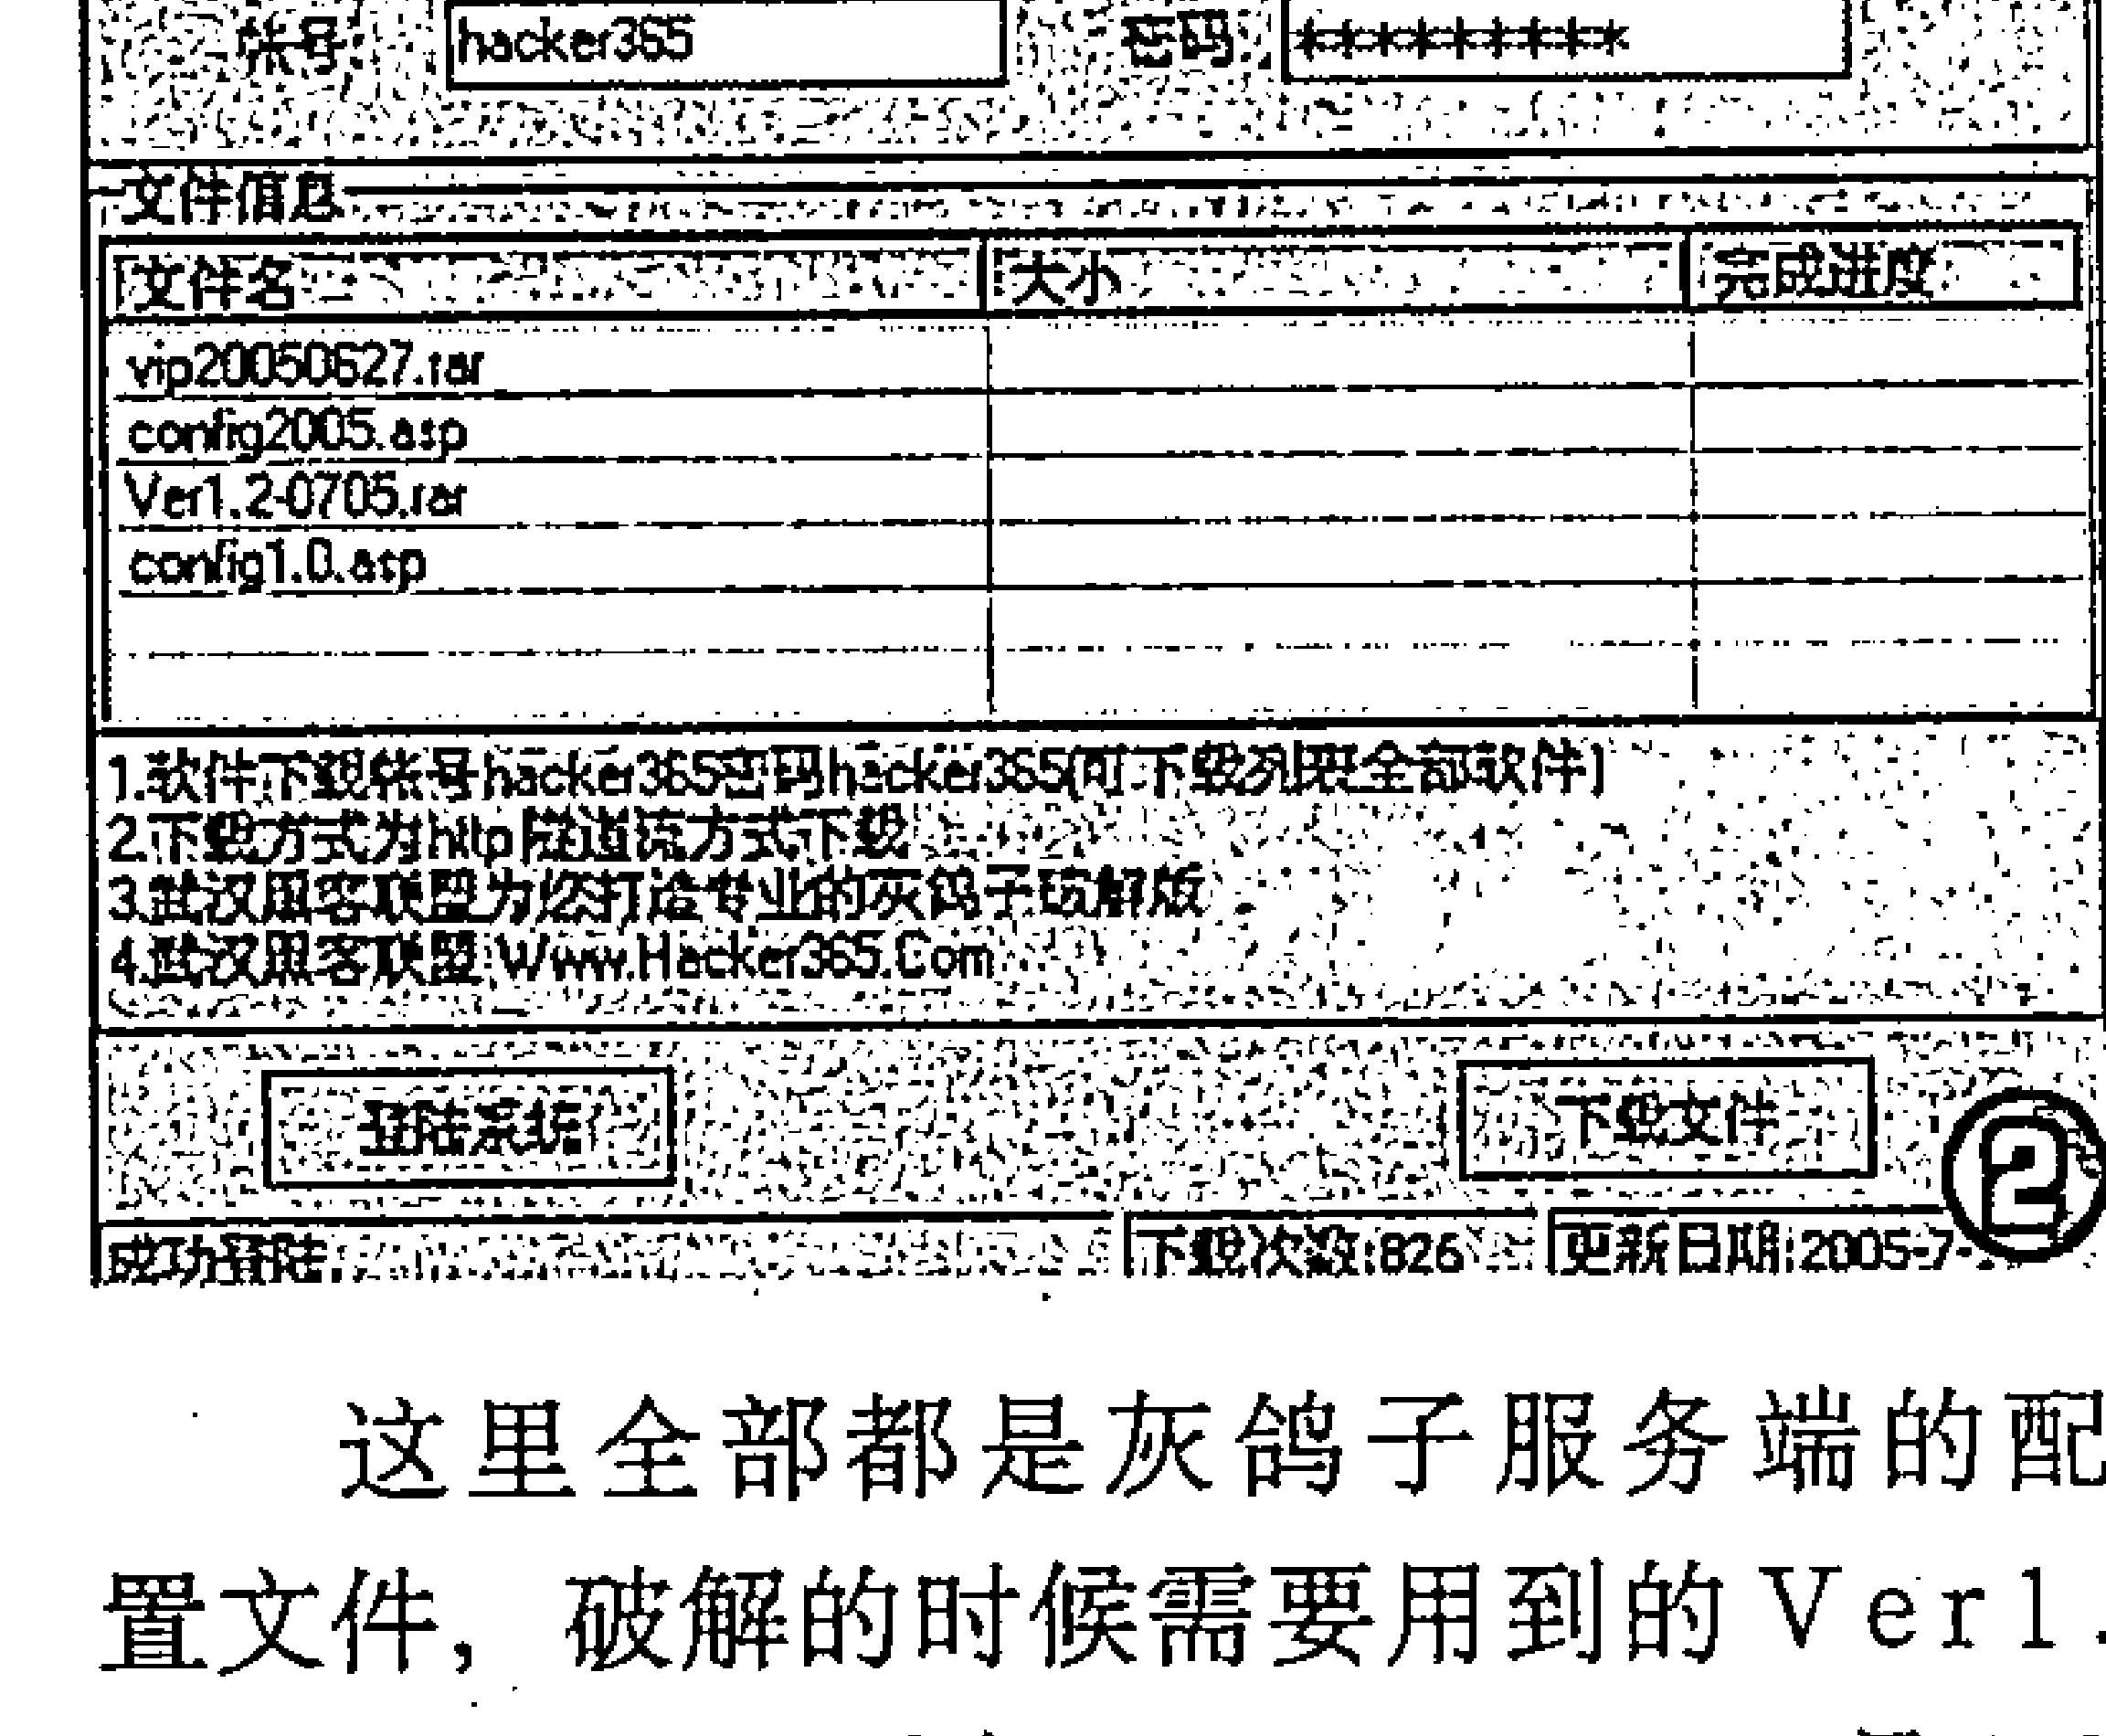 帐号 hacker365 密码 ********
文件信息
文件名 大小 完成进度
vip20050627.rar
config2005.asp
Ver1.2-0705.rar
config1.0.asp
1.软件下载帐号hacker365密码hacker365(可下载列表全部软件)
2.下载方式为http隧道流方式下载
3.武汉黑客联盟为您打造专业的灰鸽子破解版
4.武汉黑客联盟 Www.Hacker365.Com
登陆系统 下载文件
②
成功登陆. 下载次数:826 更新日期:2005-7-
这里全部都是灰鸽子服务端的配
置文件，破解的时候需要用到的Ver1.